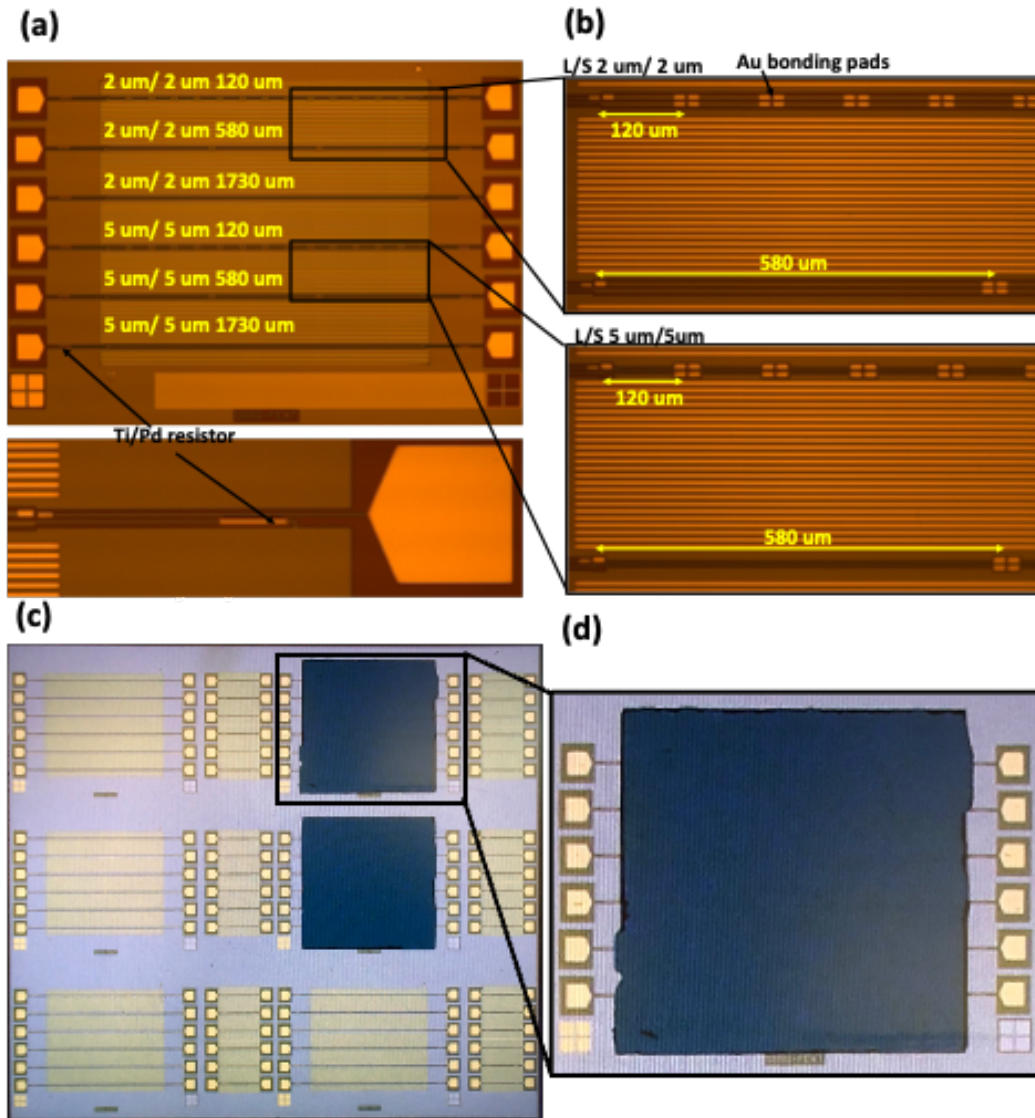 (a)
2 um/ 2 um 120 um
2 um/ 2 um 580 um
2 um/ 2 um 1730 um
5 um/ 5 um 120 um
5 um/ 5 um 580 um
5 um/ 5 um 1730 um
Ti/Pd resistor
(b)
L/S 2 um/ 2 um
Au bonding pads
120 um
580 um
L/S 5 um/5um
120 um
580 um
(c)
(d)